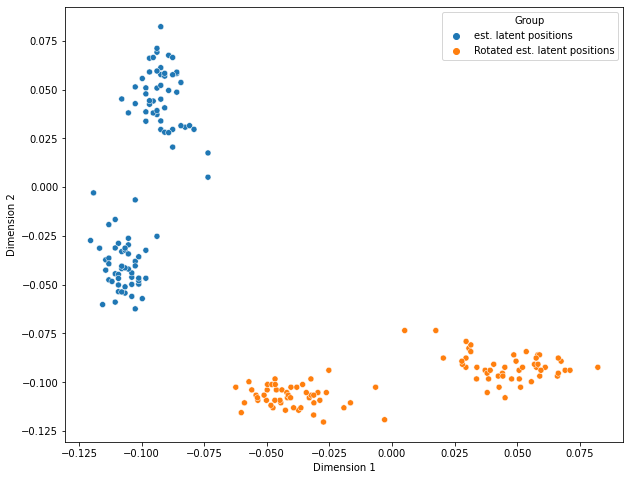 Group
est. latent positions
Rotated est. latent positions
0.075
0.050
0.025
0.000
−0.025
−0.050
−0.075
−0.100
−0.125
Dimension 2
−0.125 −0.100 −0.075 −0.050 −0.025 0.000 0.025 0.050 0.075
Dimension 1